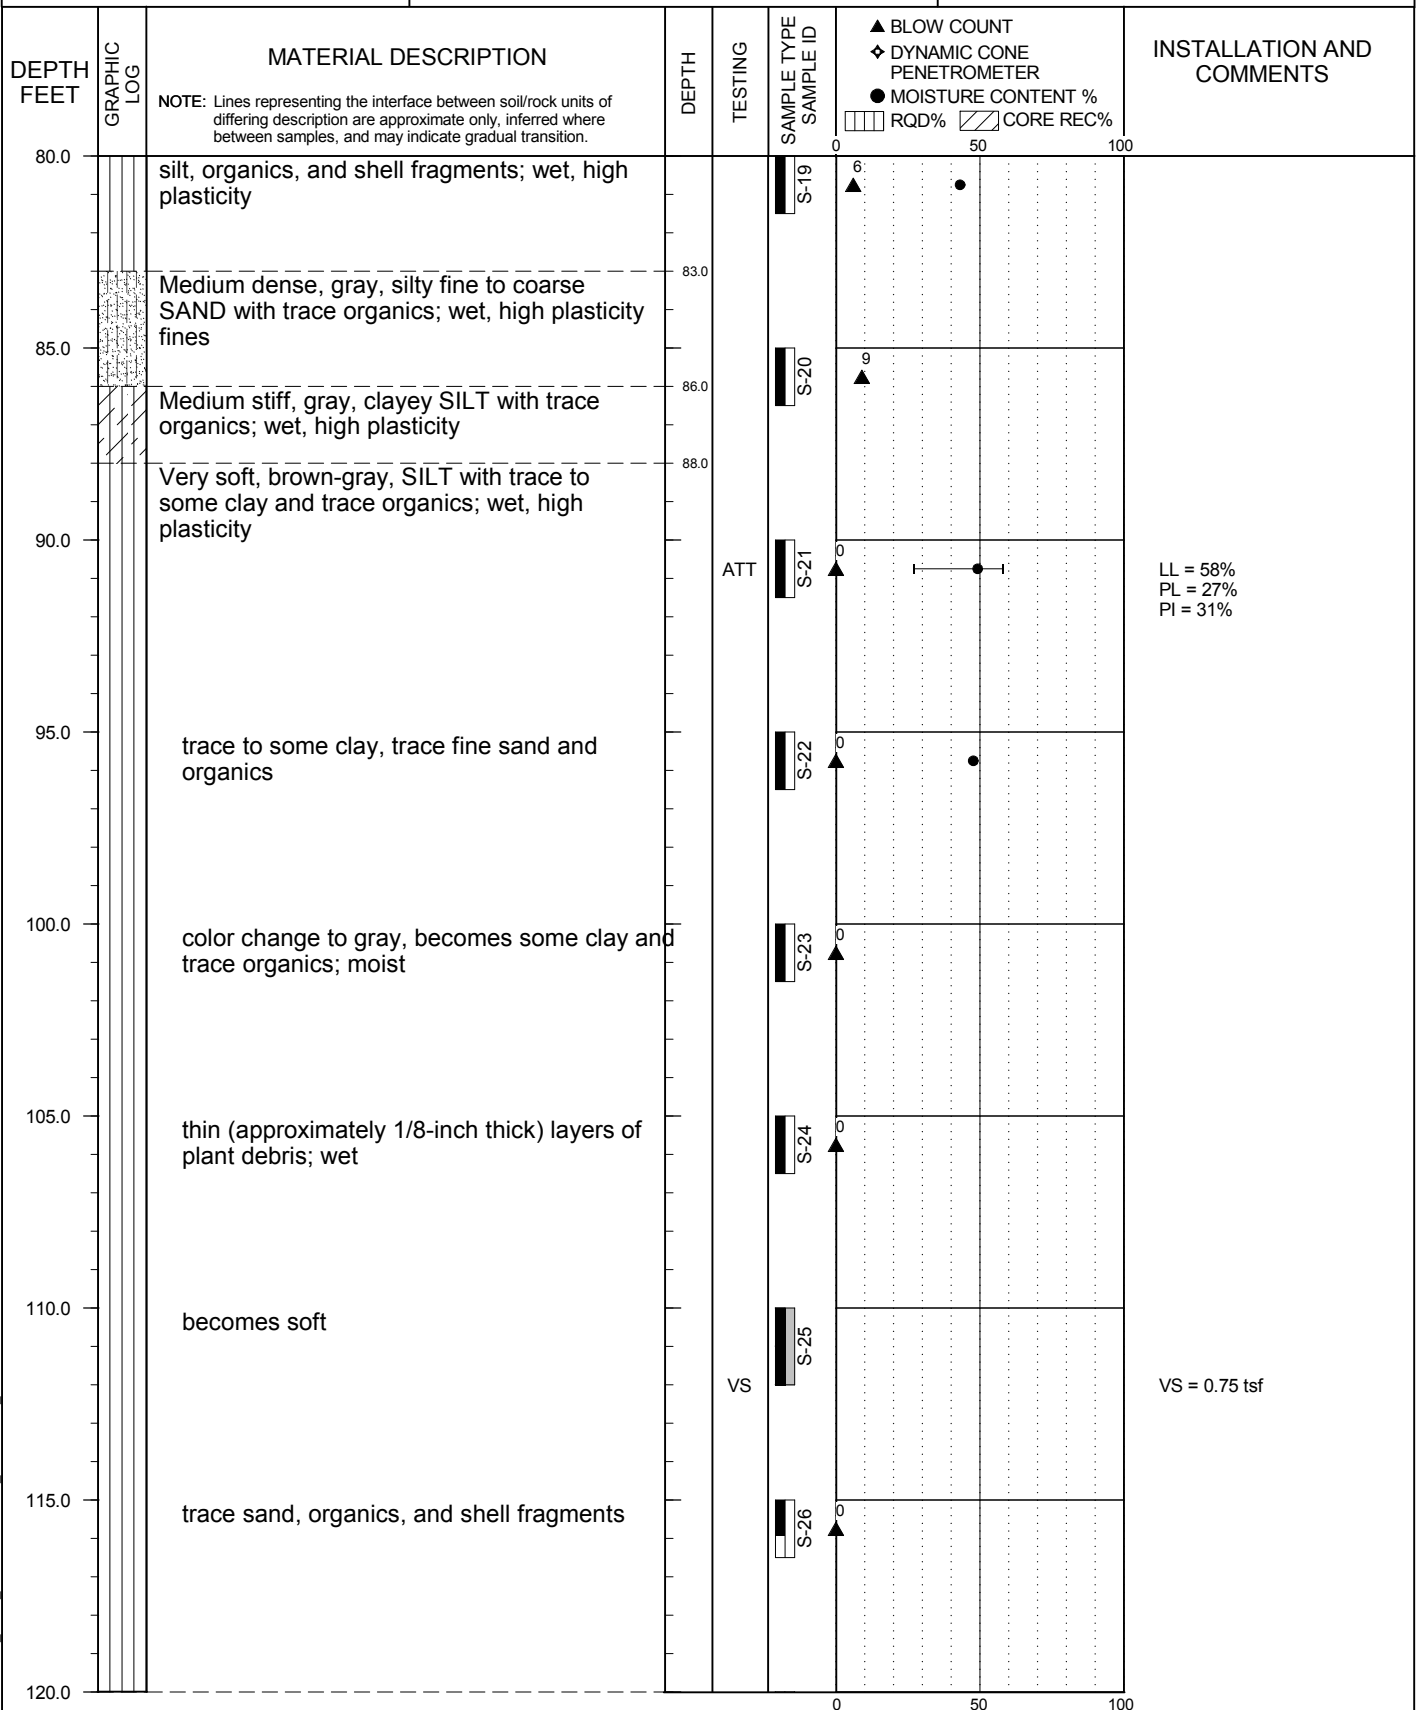 DEPTH
FEET
GRAPHIC
LOG
MATERIAL DESCRIPTION
NOTE: Lines representing the interface between soil/rock units of
differing description are approximate only, inferred where
between samples, and may indicate gradual transition.
DEPTH
TESTING
SAMPLE TYPE
SAMPLE ID
▲ BLOW COUNT
DYNAMIC CONE
PENETROMETER
● MOISTURE CONTENT %
RQD% CORE REC%
0 50 100
INSTALLATION AND
COMMENTS
80.0
silt, organics, and shell fragments; wet, high
plasticity
S-19
6
83.0
Medium dense, gray, silty fine to coarse
SAND with trace organics; wet, high plasticity
fines
85.0
S-20
9
86.0
Medium stiff, gray, clayey SILT with trace
organics; wet, high plasticity
88.0
Very soft, brown-gray, SILT with trace to
some clay and trace organics; wet, high
plasticity
90.0
ATT
S-21
0
LL = 58%
PL = 27%
PI = 31%
95.0
trace to some clay, trace fine sand and
organics
S-22
0
100.0
color change to gray, becomes some clay and
trace organics; moist
S-23
0
105.0
thin (approximately 1/8-inch thick) layers of
plant debris; wet
S-24
0
110.0
becomes soft
S-25
VS
VS = 0.75 tsf
115.0
trace sand, organics, and shell fragments
S-26
0
120.0
0 50 100